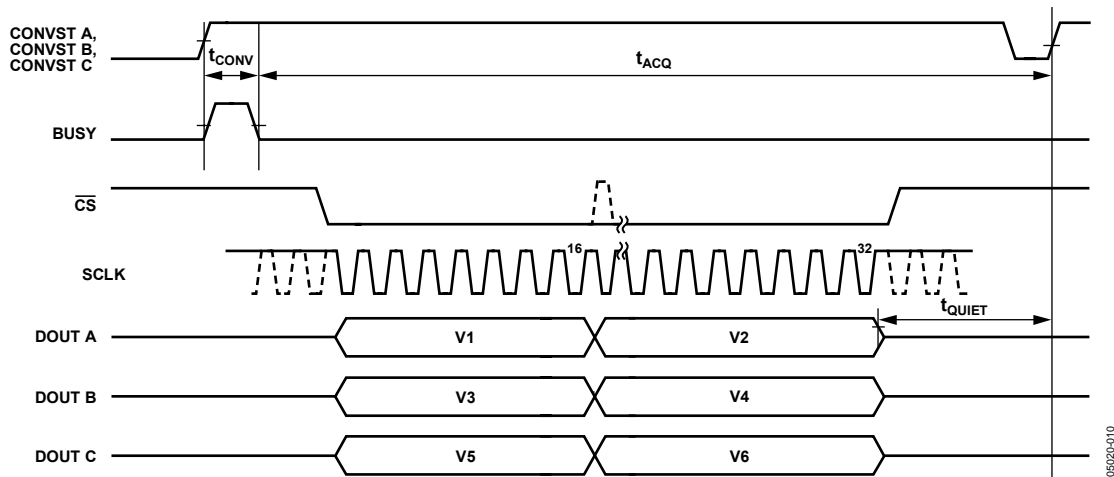 CONVST A,
CONVST B,
CONVST C
tCONV
tACQ
BUSY
CS
SCLK
16
32
tQUIET
DOUT A
V1
V2
DOUT B
V3
V4
DOUT C
V5
V6
05020-010